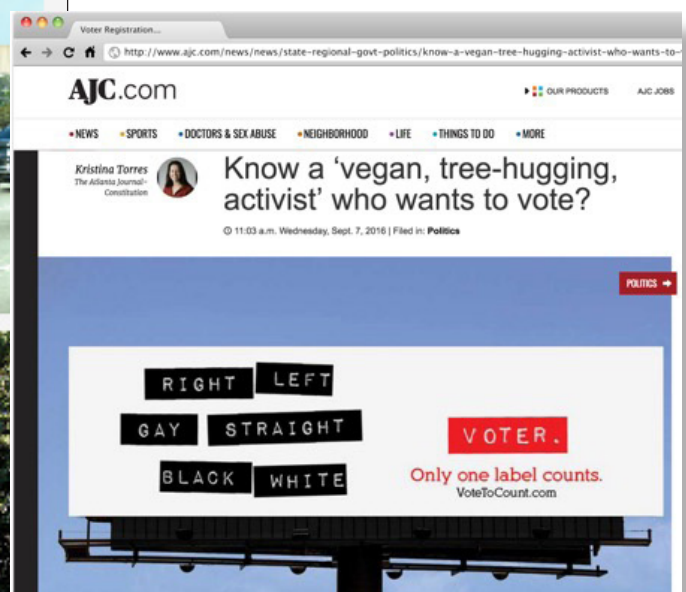 Voter Registration...
http://www.ajc.com/news/news/state-regional-govt-politics/know-a-vegan-tree-hugging-activist-who-wants-to-
AJC.com
OUR PRODUCTS AJC JOBS
NEWS SPORTS DOCTORS & SEX ABUSE NEIGHBORHOOD LIFE THINGS TO DO MORE
Kristina Torres
The Atlanta Journal-
Constitution
Know a ‘vegan, tree-hugging,
activist’ who wants to vote?
11:03 a.m. Wednesday, Sept. 7, 2016 | Filed in: Politics
POLITICS
RIGHT LEFT
GAY STRAIGHT
BLACK WHITE
VOTER.
Only one label counts.
VoteToCount.com